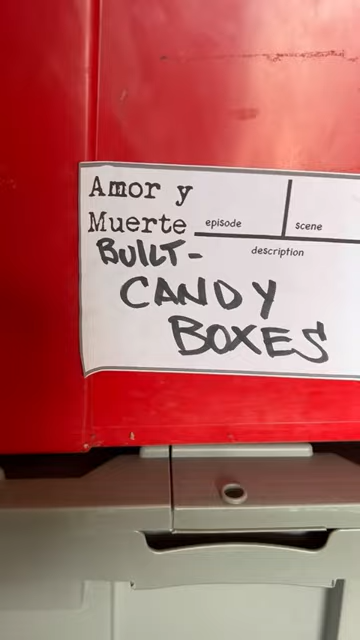 Amor y
Muerte
episode
scene
description
BUILT-
CANDY
BOXES